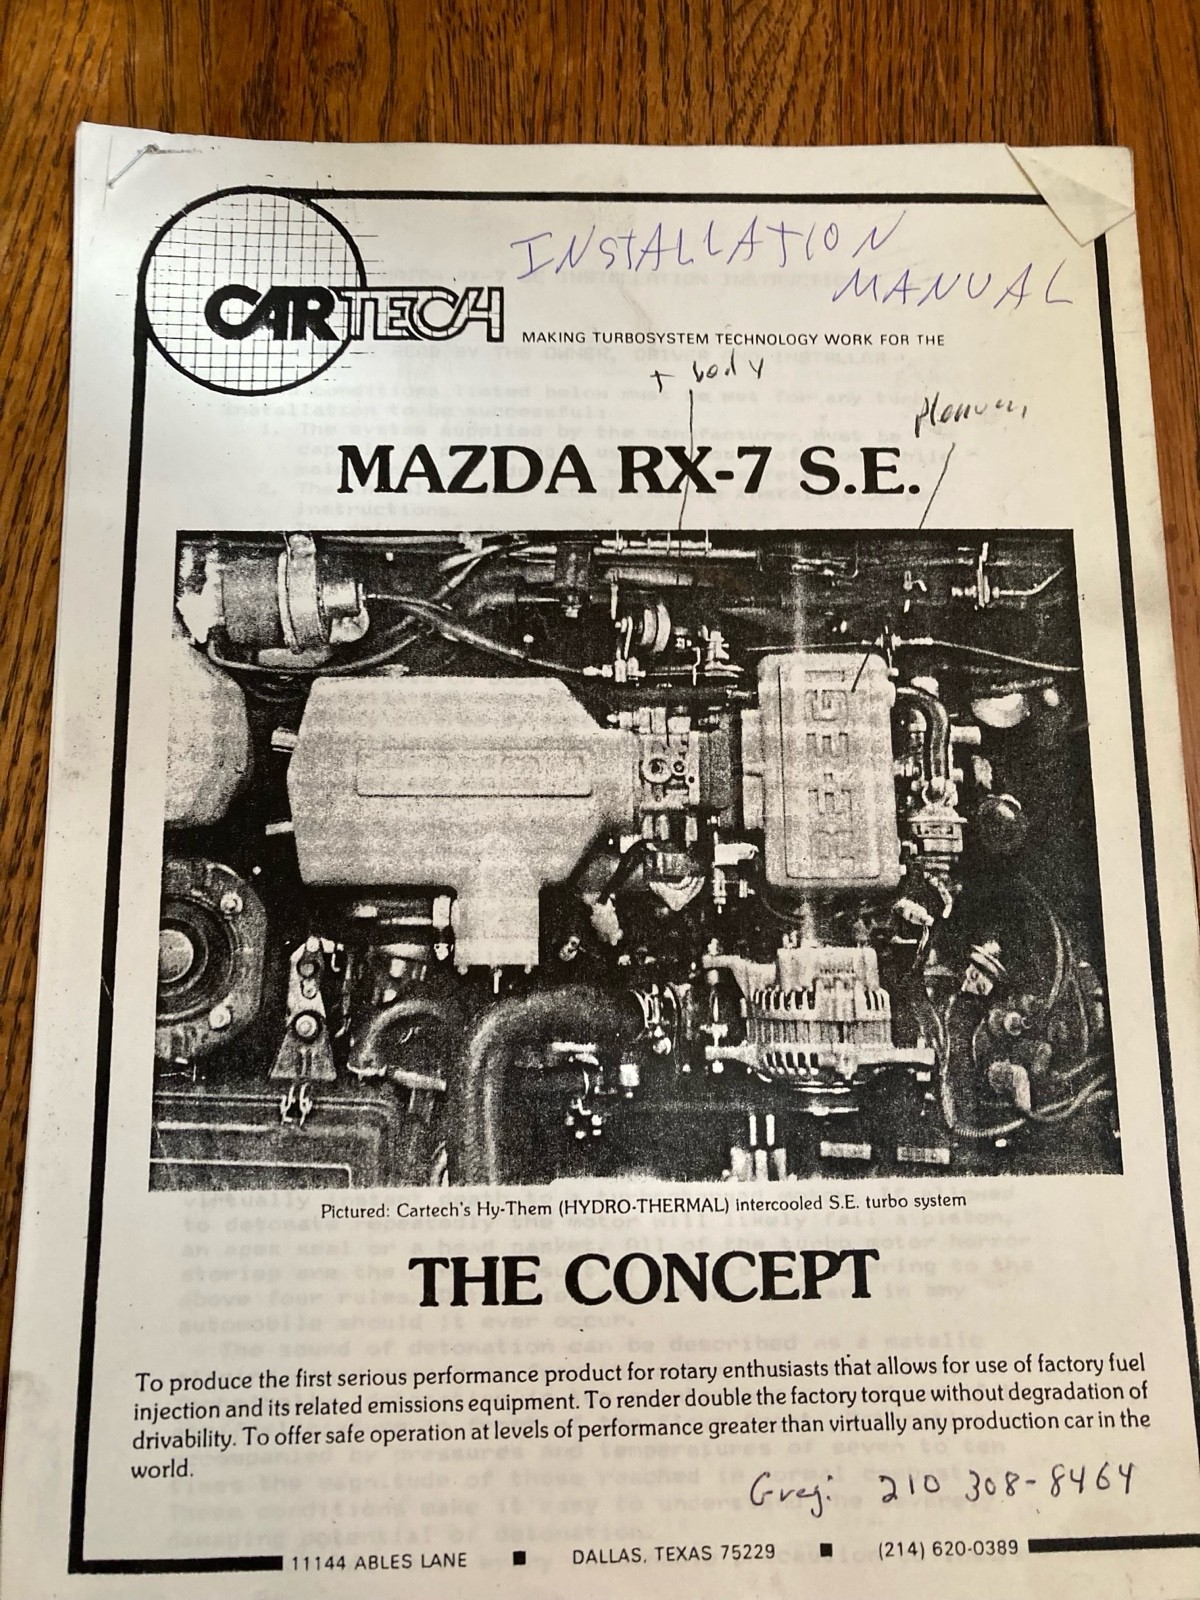 INSTALLATION
MANUAL
CARTECH
MAKING TURBOSYSTEM TECHNOLOGY WORK FOR THE
+ body
plenum
MAZDA RX-7 S.E.
Pictured: Cartech's Hy-Them (HYDRO-THERMAL) intercooled S.E. turbo system
THE CONCEPT
To produce the first serious performance product for rotary enthusiasts that allows for use of factory fuel
injection and its related emissions equipment. To render double the factory torque without degradation of
drivability. To offer safe operation at levels of performance greater than virtually any production car in the
world.
Greg: 210 308-8464
11144 ABLES LANE ■ DALLAS, TEXAS 75229 ■ (214) 620-0389